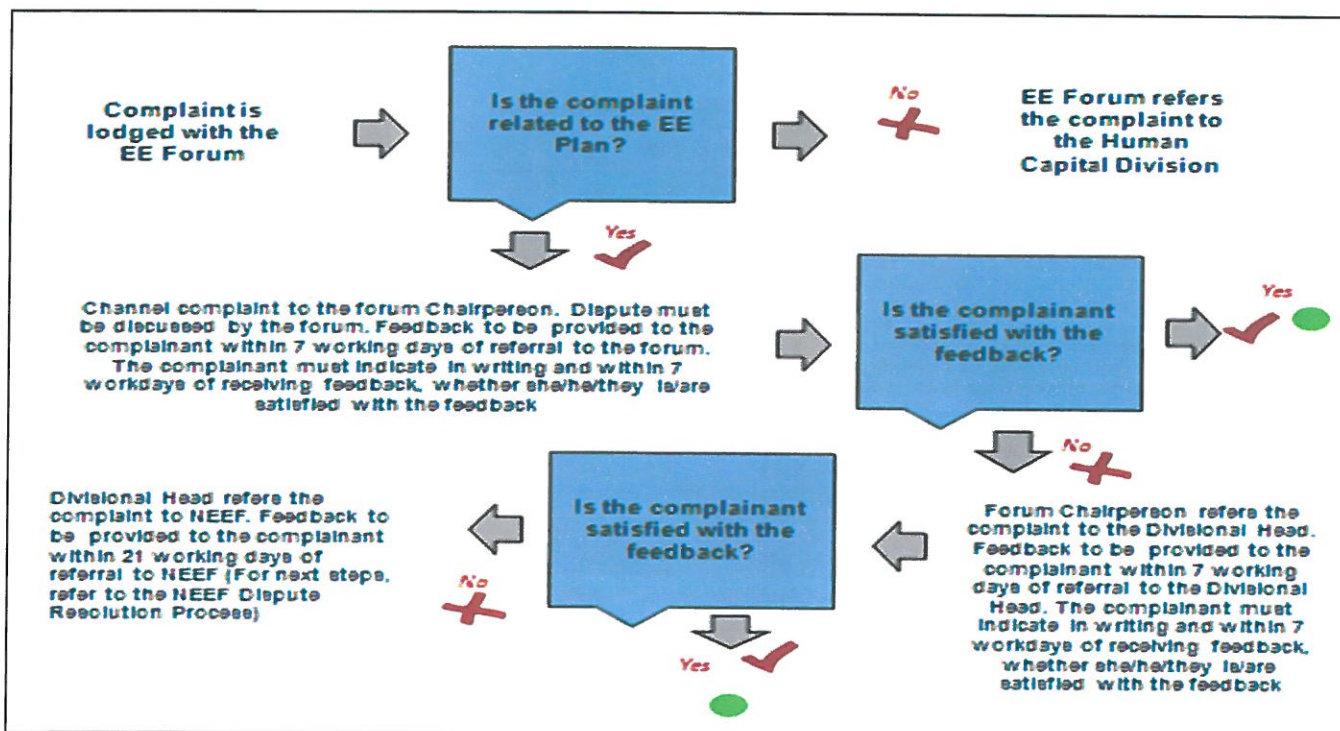 Complaint is
lodged with the
EE Forum
Is the complaint
related to the EE
Plan?
No
EE Forum refers
the complaint to
the Human
Capital Division
Yes
Channel complaint to the forum Chairperson. Dispute must
be discussed by the forum. Feedback to be provided to the
complainant within 7 working days of referral to the forum.
The complainant must indicate in writing and within 7
workdays of receiving feedback, whether she/he/they is/are
satisfied with the feedback
Is the complainant
satisfied with the
feedback?
Yes
No
Forum Chairperson refers the
complaint to the Divisional Head.
Feedback to be provided to the
complainant within 7 working
days of referral to the Divisional
Head. The complainant must
indicate in writing and within 7
workdays of receiving feedback,
whether she/he/they is/are
satisfied with the feedback
Is the complainant
satisfied with the
feedback?
No
Divisional Head refers the
complaint to NEEF. Feedback to
be provided to the complainant
within 21 working days of
referral to NEEF (For next steps,
refer to the NEEF Dispute
Resolution Process)
Yes